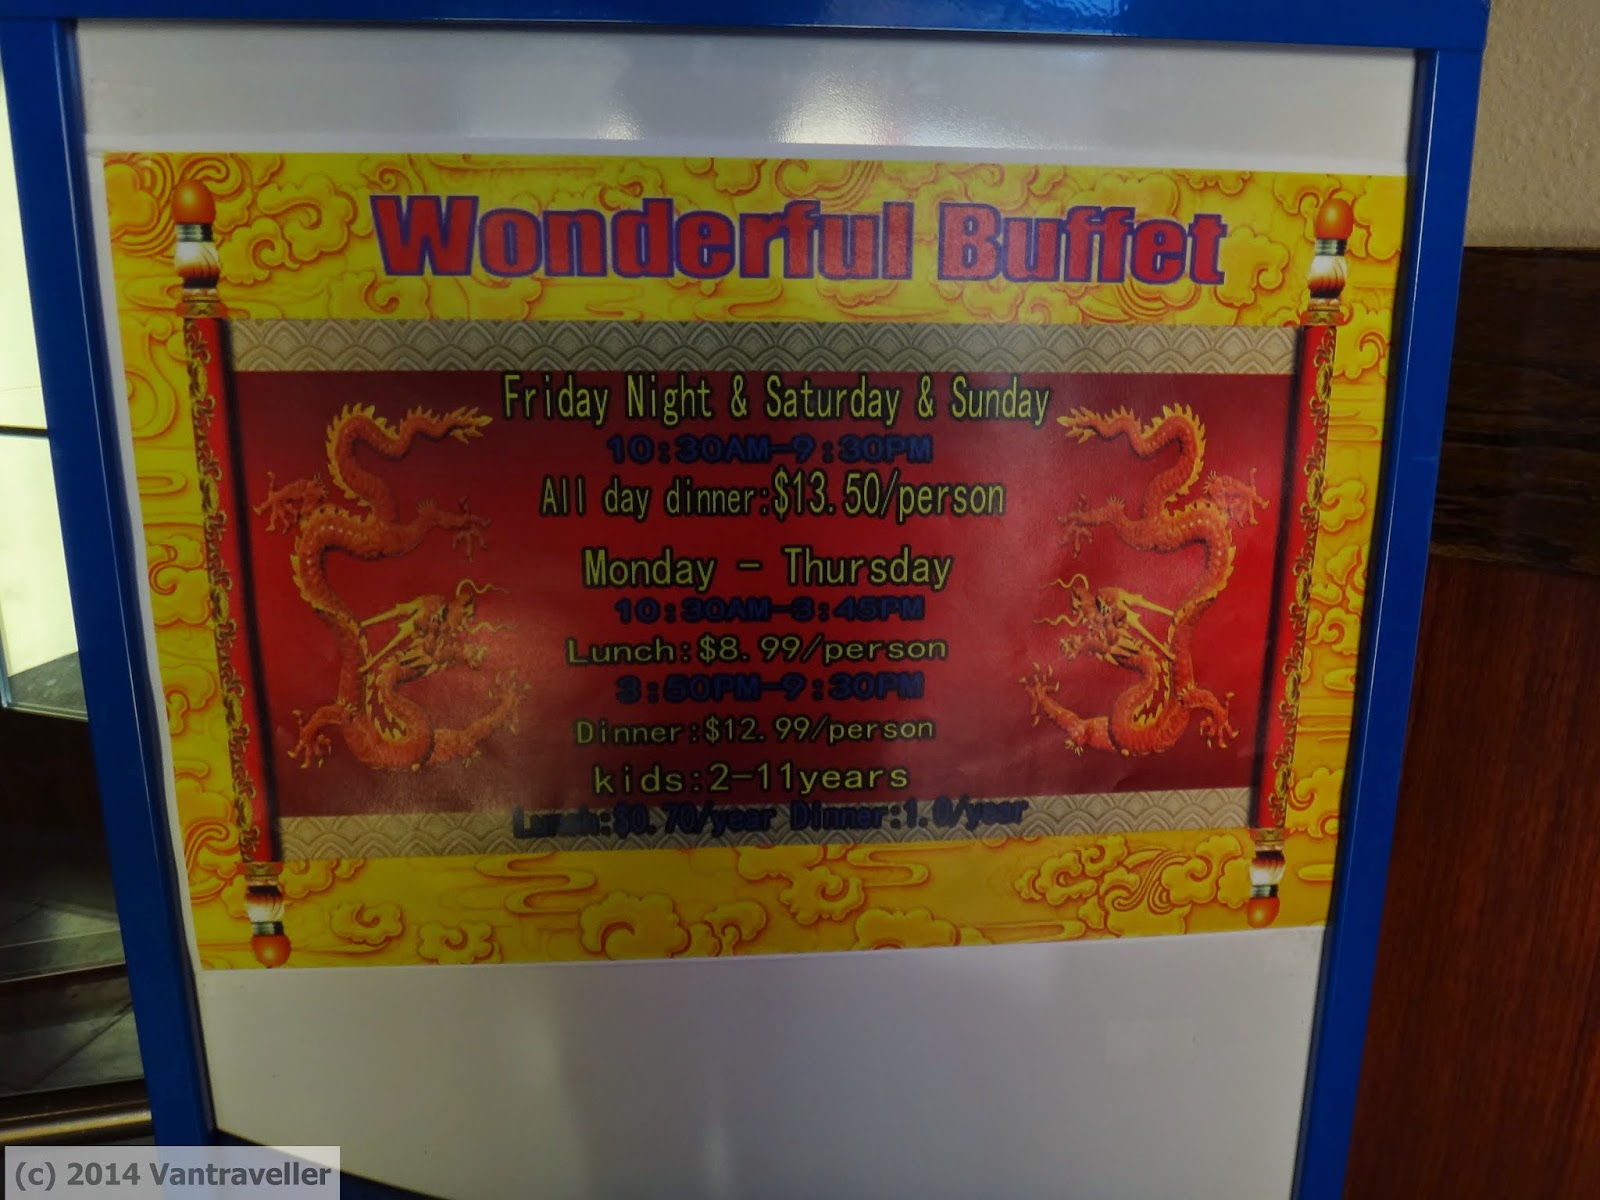 Wonderful Buffet
Friday Night & Saturday & Sunday
10:30AM-9:30PM
All day dinner:$13.50/person
Monday - Thursday
10:30AM-3:45PM
Lunch:$8.99/person
3:50PM-9:30PM
Dinner:$12.99/person
kids:2-11years
Lunch:$0.70/year Dinner:1.0/year
(c) 2014 Vantraveller